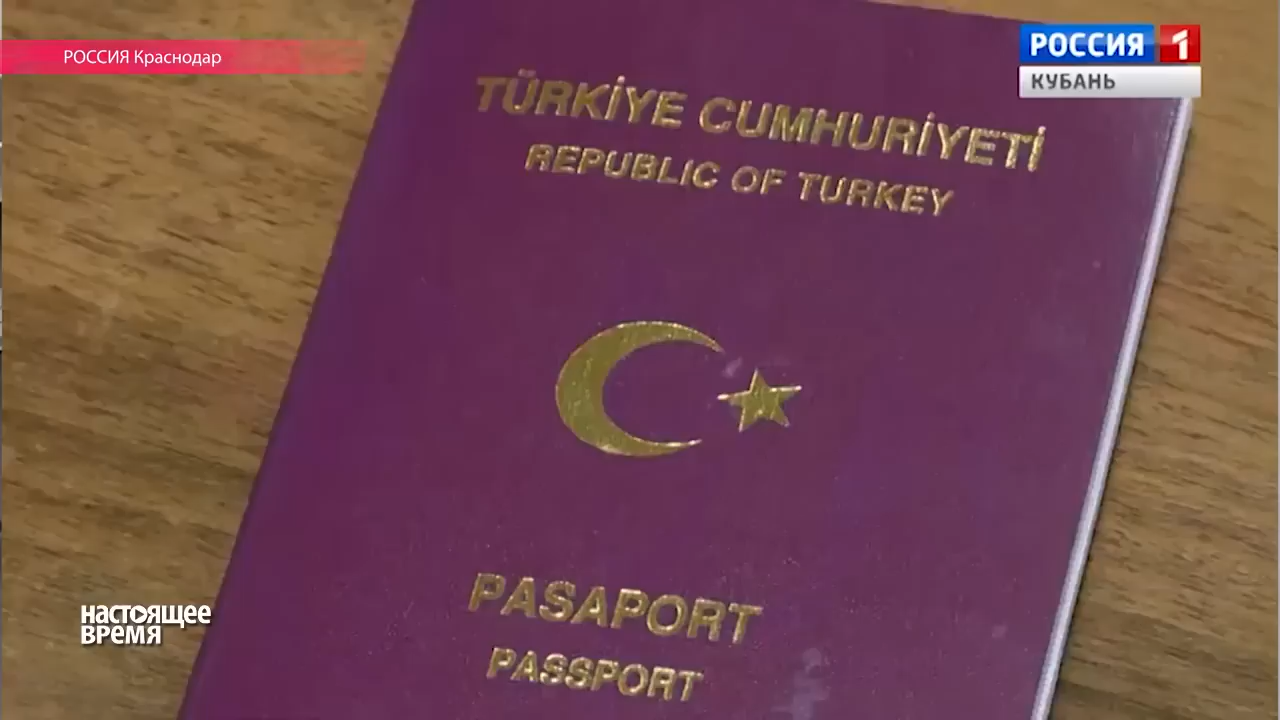 РОССИЯ Краснодар
РОССИЯ 1
КУБАНЬ
TÜRKİYE CUMHURİYETİ
REPUBLIC OF TURKEY
PASAPORT
PASSPORT
НАСТОЯЩЕЕ
ВРЕМЯ